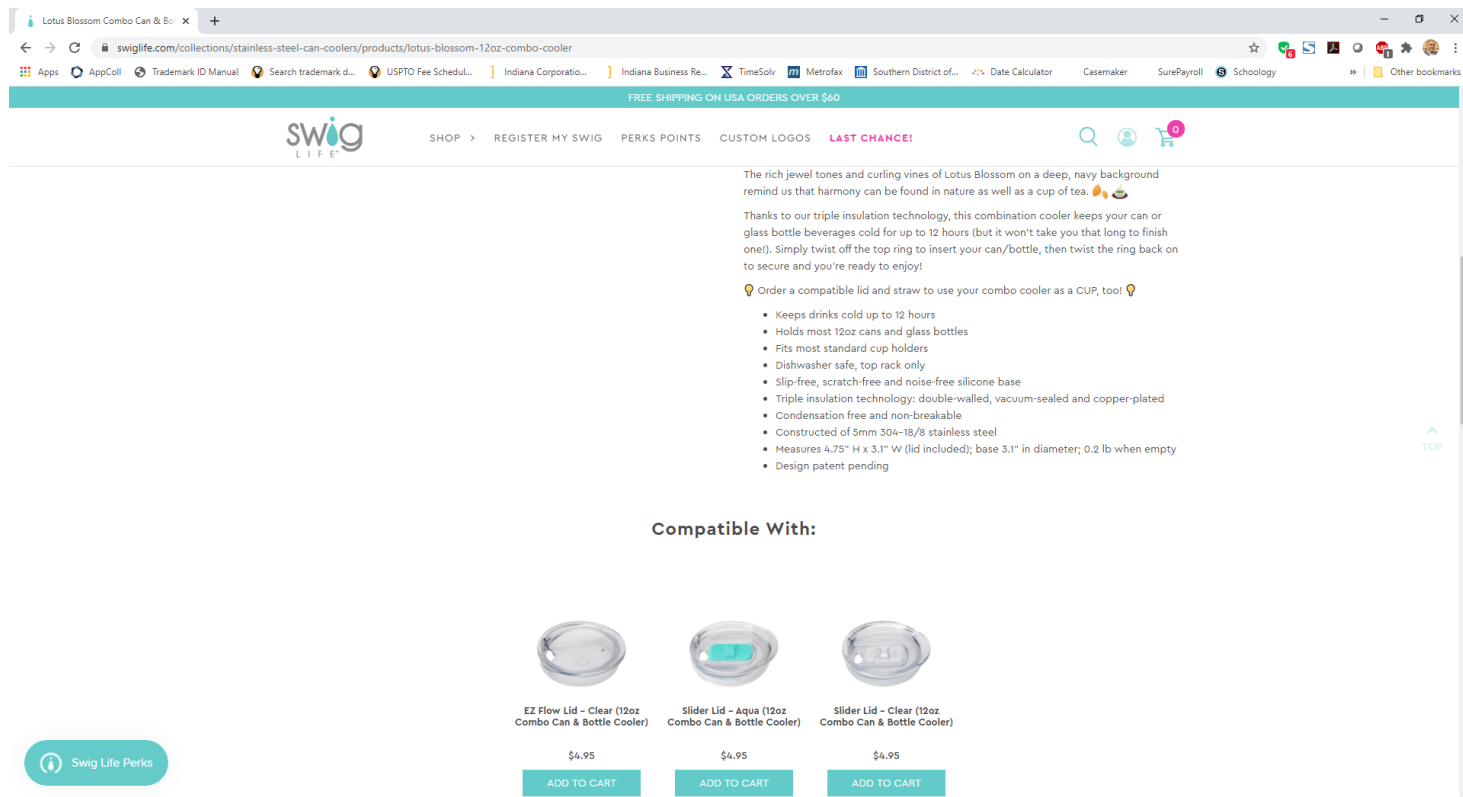 Lotus Blossom Combo Can & Bo
swiglife.com/collections/stainless-steel-can-coolers/products/lotus-blossom-12oz-combo-cooler
6
ABP
1
Apps
AppColl
Trademark ID Manual
Search trademark d...
USPTO Fee Schedul...
Indiana Corporatio...
Indiana Business Re...
TimeSolv
Metrofax
Southern District of...
Date Calculator
Casemaker
SurePayroll
Schoology
»
Other bookmarks
FREE SHIPPING ON USA ORDERS OVER $60
swig
LIFE
SHOP >
REGISTER MY SWIG
PERKS POINTS
CUSTOM LOGOS
LAST CHANCE!
0
The rich jewel tones and curling vines of Lotus Blossom on a deep, navy background
remind us that harmony can be found in nature as well as a cup of tea.
Thanks to our triple insulation technology, this combination cooler keeps your can or
glass bottle beverages cold for up to 12 hours (but it won't take you that long to finish
one!). Simply twist off the top ring to insert your can/bottle, then twist the ring back on
to secure and you're ready to enjoy!
Order a compatible lid and straw to use your combo cooler as a CUP, too!
• Keeps drinks cold up to 12 hours
• Holds most 12oz cans and glass bottles
• Fits most standard cup holders
• Dishwasher safe, top rack only
• Slip-free, scratch-free and noise-free silicone base
• Triple insulation technology: double-walled, vacuum-sealed and copper-plated
• Condensation free and non-breakable
• Constructed of 5mm 304-18/8 stainless steel
• Measures 4.75" H x 3.1" W (lid included); base 3.1" in diameter; 0.2 lb when empty
• Design patent pending
TOP
Compatible With:
EZ Flow Lid - Clear (12oz
Combo Can & Bottle Cooler)
$4.95
ADD TO CART
Slider Lid - Aqua (12oz
Combo Can & Bottle Cooler)
$4.95
ADD TO CART
Slider Lid - Clear (12oz
Combo Can & Bottle Cooler)
$4.95
ADD TO CART
Swig Life Perks